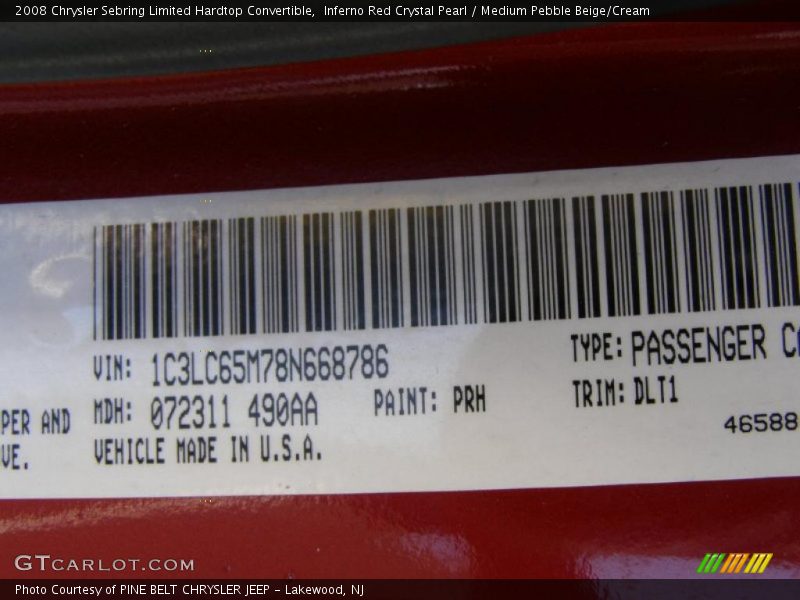 2008 Chrysler Sebring Limited Hardtop Convertible, Inferno Red Crystal Pearl / Medium Pebble Beige/Cream
VIN: 1C3LC65M78N668786
TYPE: PASSENGER
PER AND
MDH: 072311 490AA
PAINT: PRH
TRIM: DLT1
VE.
VEHICLE MADE IN U.S.A.
46588
GTCARLOT.COM
Photo Courtesy of PINE BELT CHRYSLER JEEP - Lakewood, NJ